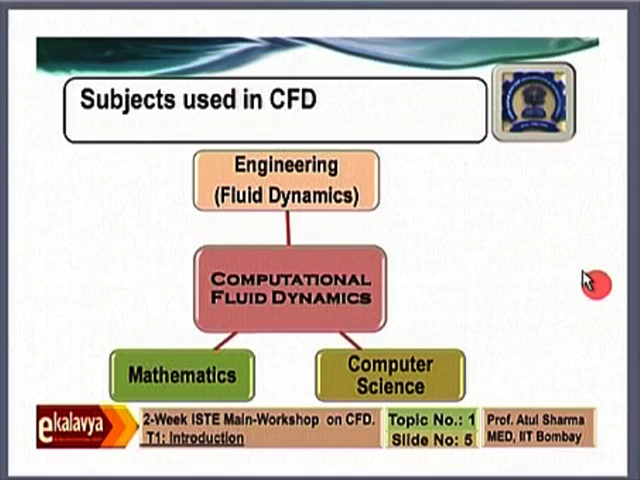 Subjects used in CFD
Engineering
(Fluid Dynamics)
COMPUTATIONAL
FLUID DYNAMICS
Mathematics
Computer
Science
ekalavya
2-Week ISTE Main-Workshop on CFD.
T1: Introduction
Topic No.: 1
Slide No.: 5
Prof. Atul Sharma
MED, IIT Bombay